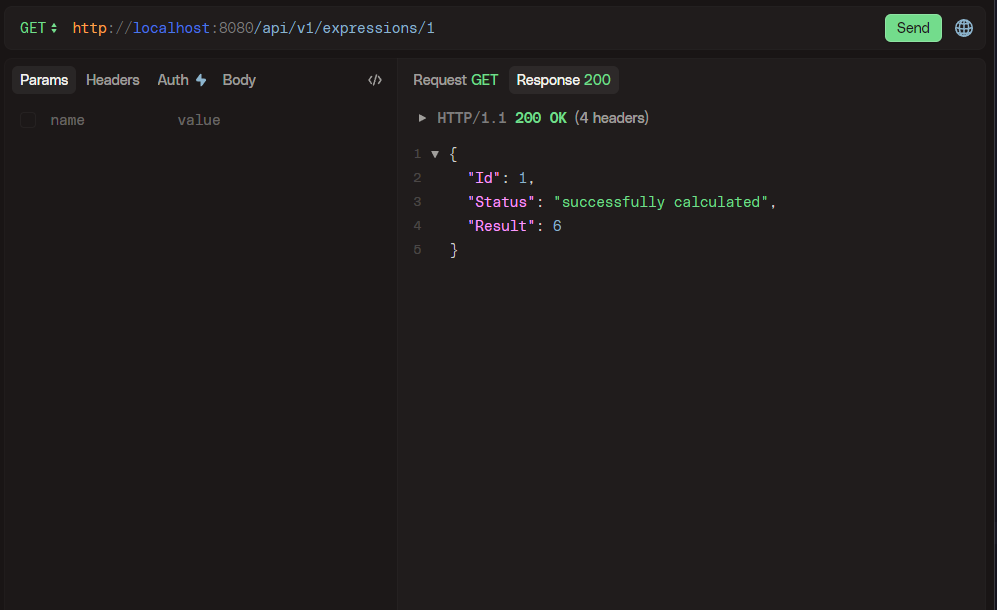 GET http://localhost:8080/api/v1/expressions/1 Send
Params Headers Auth Body </>
name value
Request GET Response 200
HTTP/1.1 200 OK (4 headers)
1 {
2 "Id": 1,
3 "Status": "successfully calculated",
4 "Result": 6
5 }